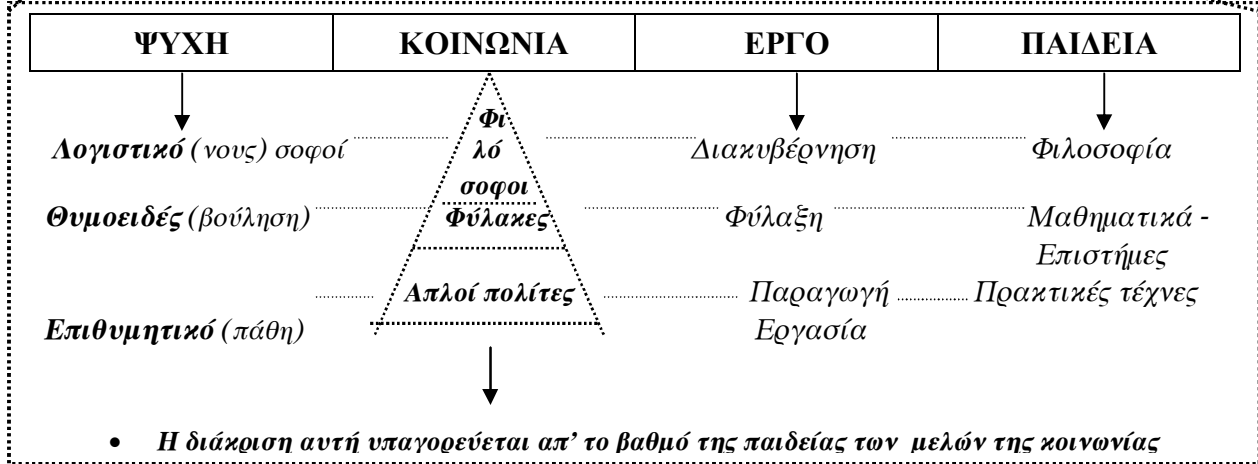 ΨΥΧΗ ΚΟΙΝΩΝΙΑ ΕΡΓΟ ΠΑΙΔΕΙΑ
Φι
Λογιστικό (νους) σοφοί λό Διακυβέρνηση Φιλοσοφία
σοφοι
Θυμοειδές (βούληση) Φύλακες Φύλαξη Μαθηματικά -
Επιστήμες
Απλοί πολίτες Παραγωγή Πρακτικές τέχνες
Επιθυμητικό (πάθη) Εργασία
• Η διάκριση αυτή υπαγορεύεται απ’ το βαθμό της παιδείας των μελών της κοινωνίας